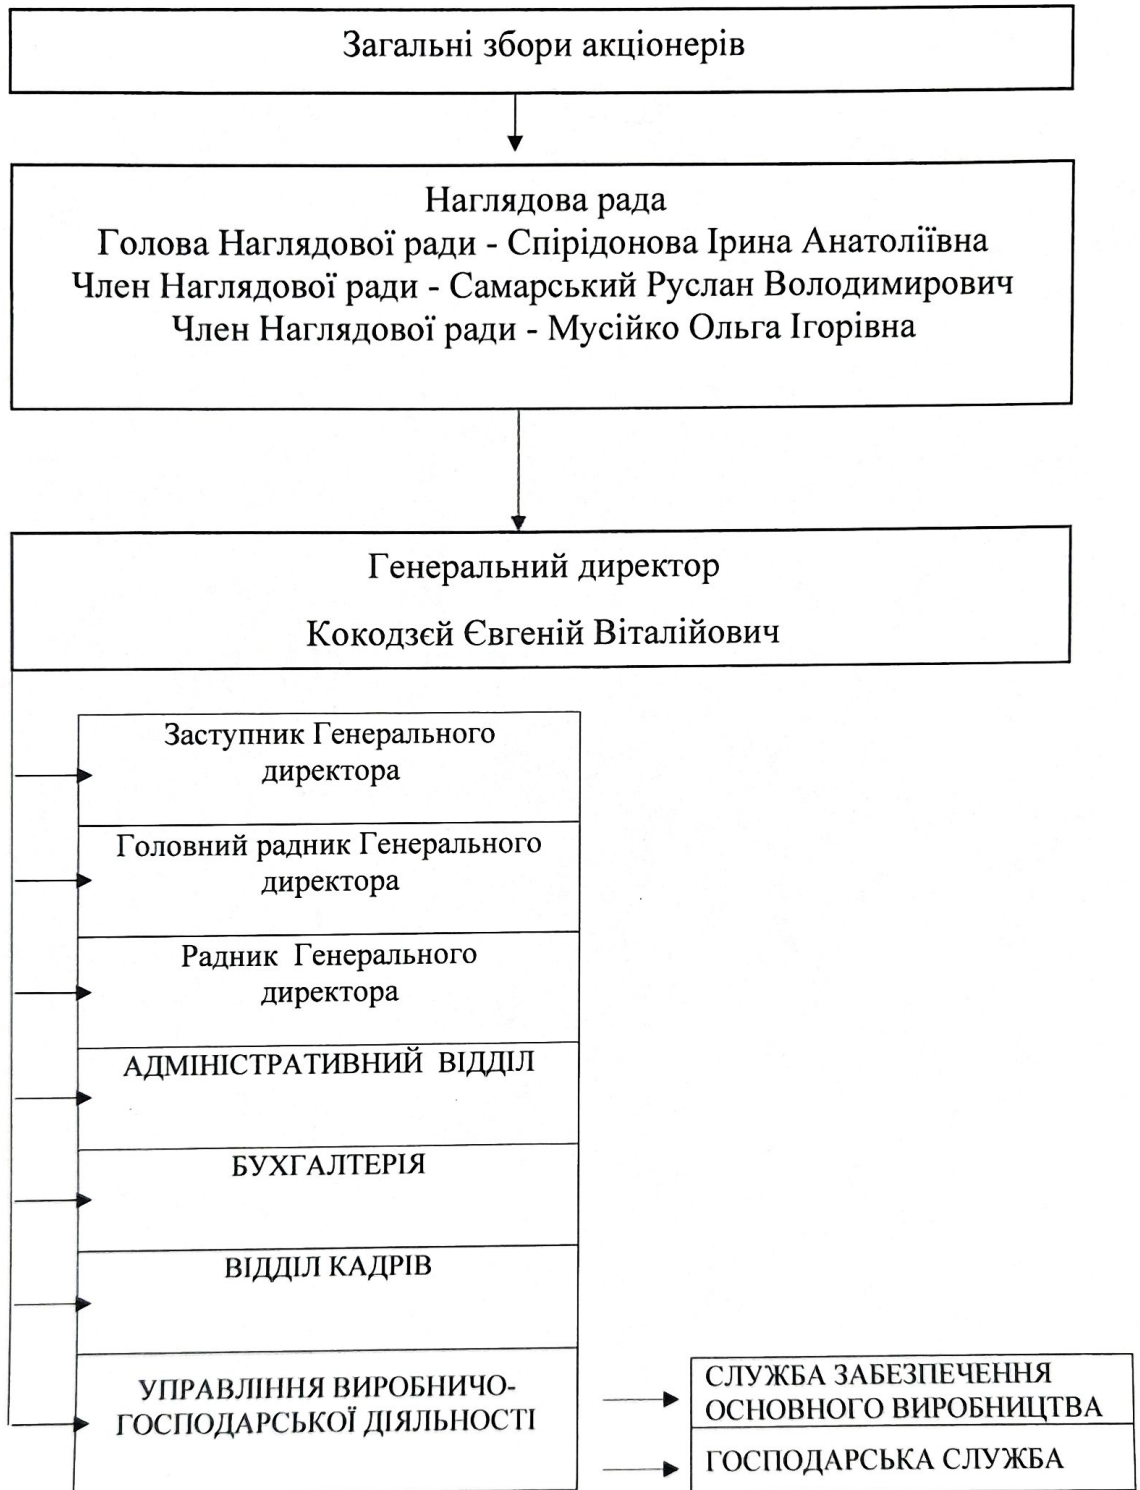 Загальні збори акціонерів
Наглядова рада
Голова Наглядової ради - Спірідонова Ірина Анатоліївна
Член Наглядової ради - Самарський Руслан Володимирович
Член Наглядової ради - Мусійко Ольга Ігорівна
Генеральний директор
Кокодзєй Євгеній Віталійович
Заступник Генерального
директора
Головний радник Генерального
директора
Радник Генерального
директора
АДМІНІСТРАТИВНИЙ ВІДДІЛ
БУХГАЛТЕРІЯ
ВІДДІЛ КАДРІВ
УПРАВЛІННЯ ВИРОБНИЧО-
ГОСПОДАРСЬКОЇ ДІЯЛЬНОСТІ
СЛУЖБА ЗАБЕЗПЕЧЕННЯ
ОСНОВНОГО ВИРОБНИЦТВА
ГОСПОДАРСЬКА СЛУЖБА